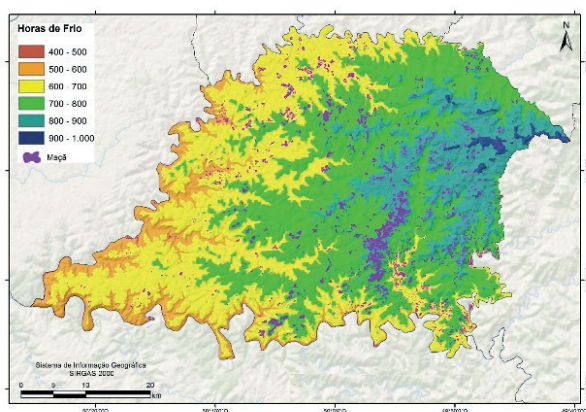 Horas de Frio
400 - 500
500 - 600
600 - 700
700 - 800
800 - 900
900 - 1.000
Maçã
N
Sistema de Informação Geográfica
SIRGAS 2000
0 5 10 20
km